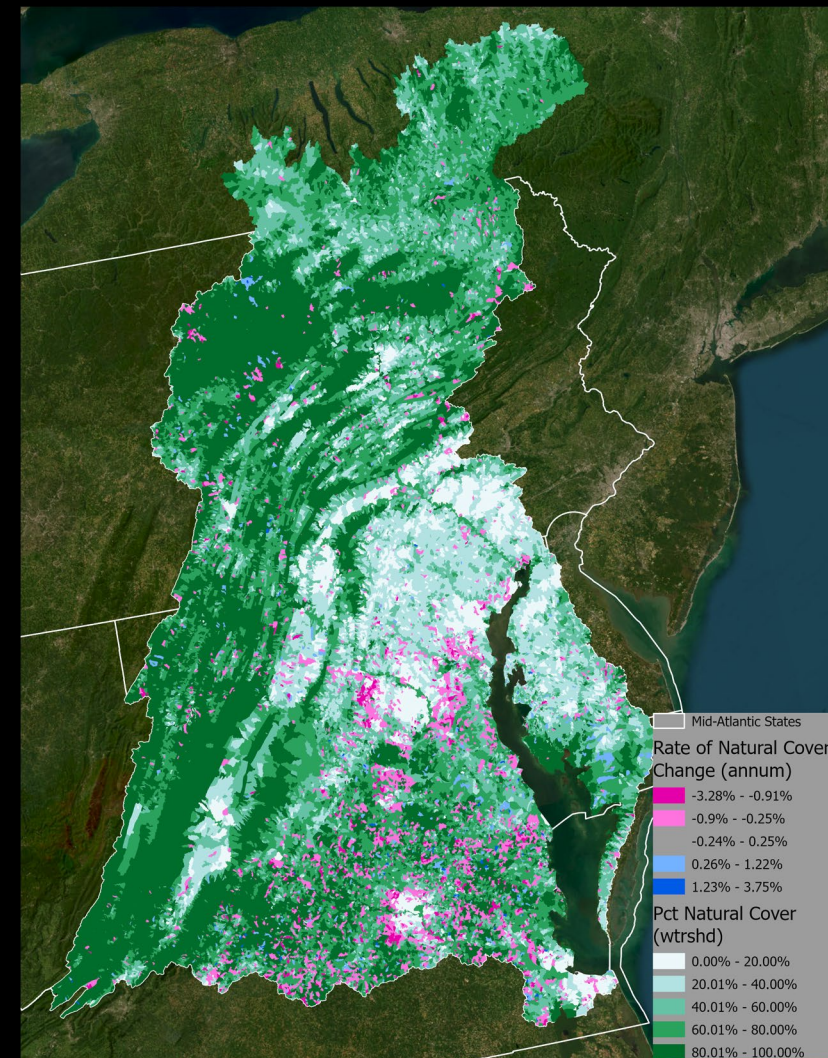 Mid-Atlantic States
Rate of Natural Cover
Change (annum)
-3.28% - -0.91%
-0.9% - -0.25%
-0.24% - 0.25%
0.26% - 1.22%
1.23% - 3.75%
Pct Natural Cover
(wtrshd)
0.00% - 20.00%
20.01% - 40.00%
40.01% - 60.00%
60.01% - 80.00%
80.01% - 100.00%